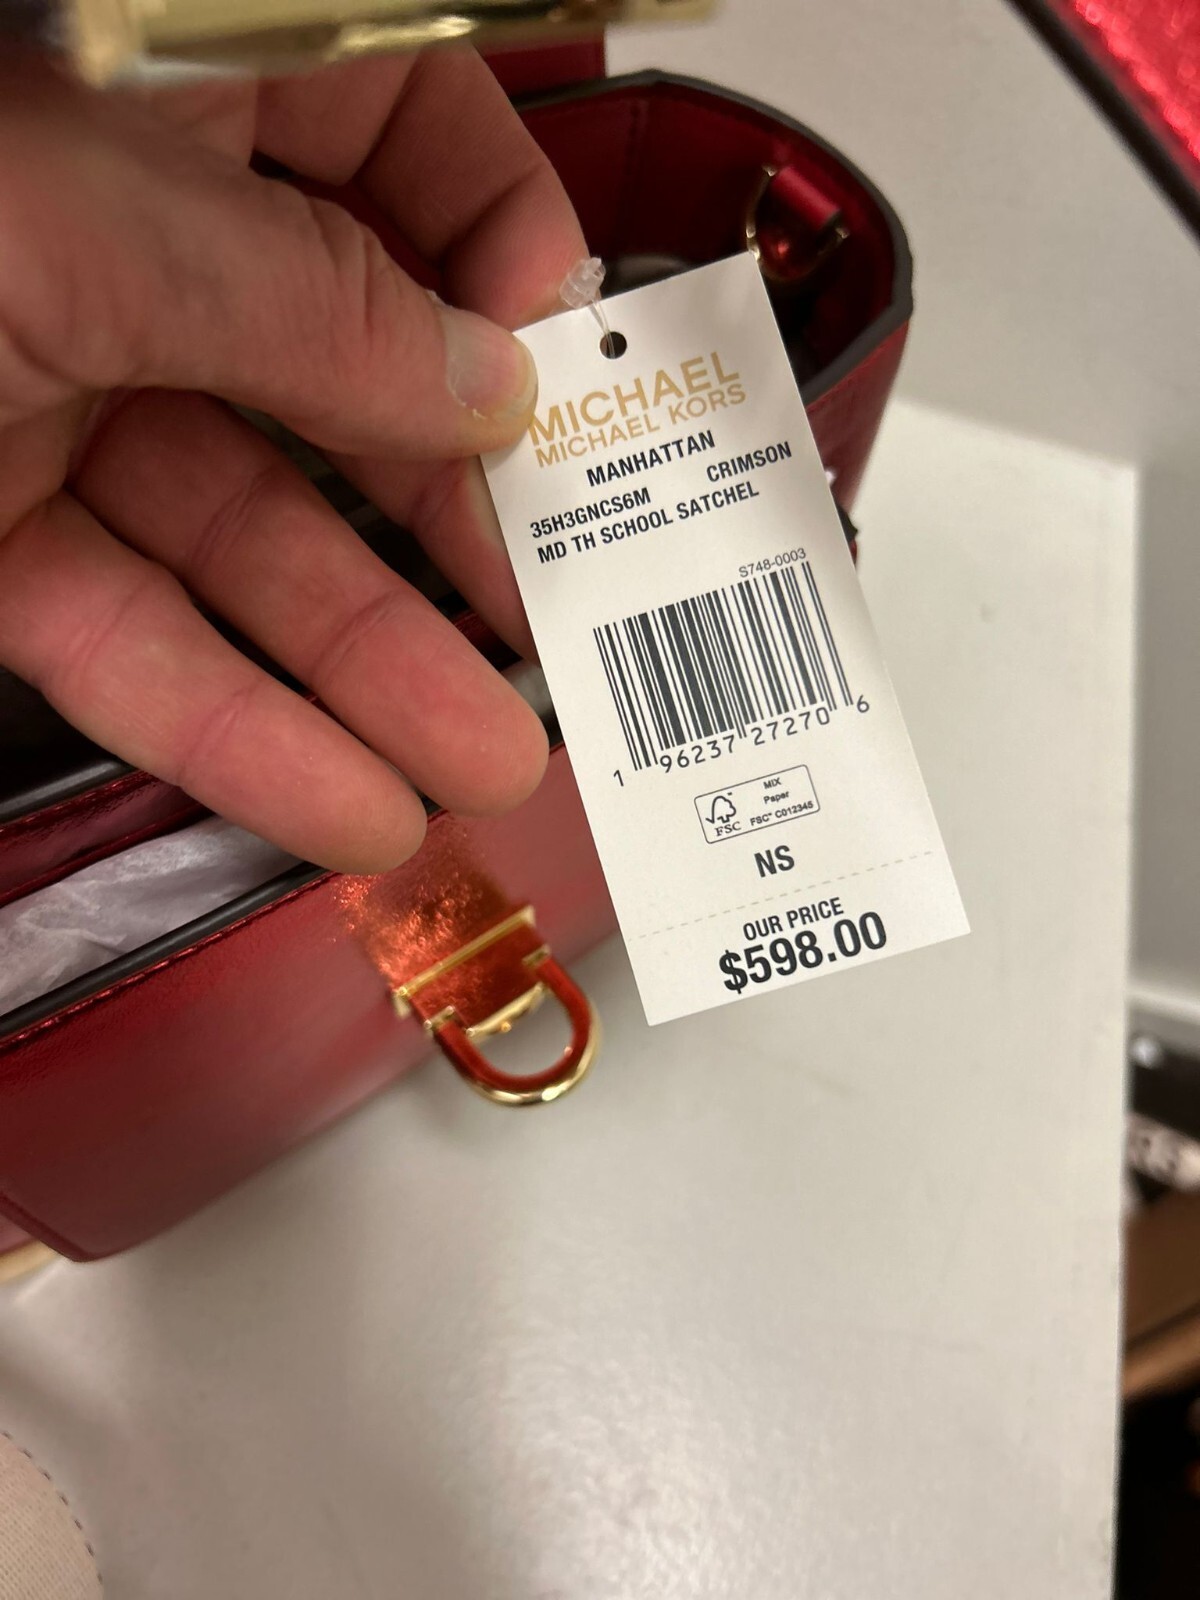 MICHAEL
MICHAEL KORS
MANHATTAN
35H3GNCS6M CRIMSON
MD TH SCHOOL SATCHEL
S748-0003
1 96237 27270 6
MIX
Paper
FSC FSC® C012345
NS
OUR PRICE
$598.00